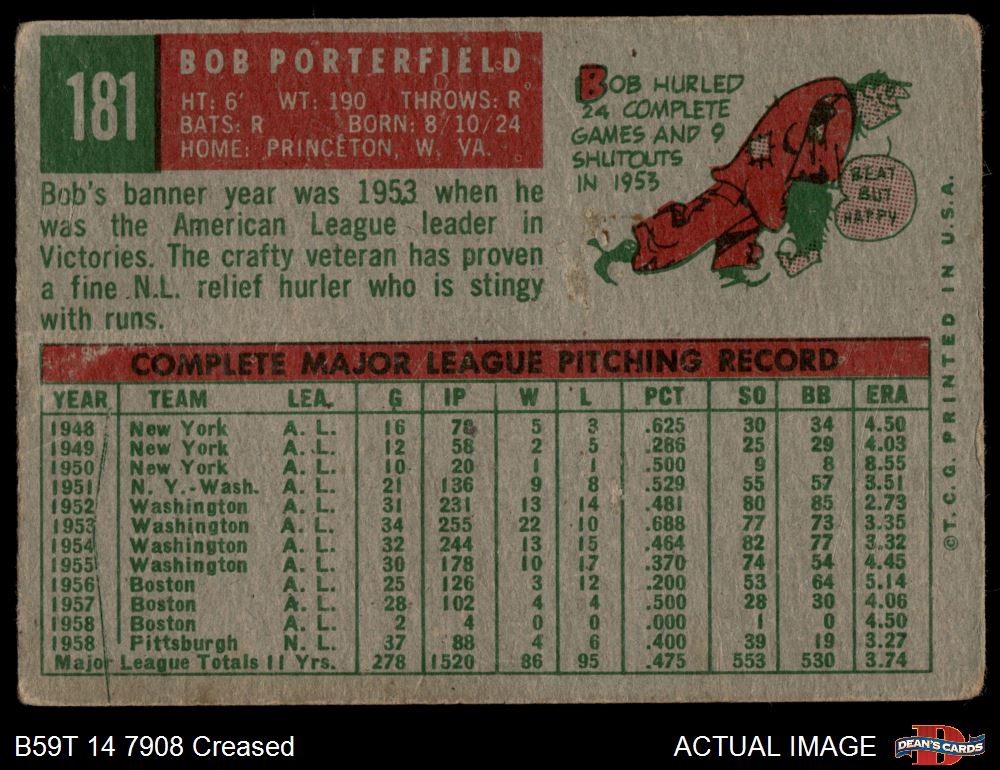 181
BOB PORTERFIELD
HT: 6' WT: 190 THROWS: R
BATS: R BORN: 8/10/24
HOME: PRINCETON, W. VA.
Bob's banner year was 1953 when he
was the American League leader in
Victories. The crafty veteran has proven
a fine N.L. relief hurler who is stingy
with runs.
BOB HURLED
24 COMPLETE
GAMES AND 9
SHUTOUTS
IN 1953
BEAT
BUT
HAPPY
COMPLETE MAJOR LEAGUE PITCHING RECORD
YEAR TEAM LEA. G IP W L PCT SO BB ERA
1948 New York A. L. 16 78 5 3 .625 30 34 4.50
1949 New York A. L. 12 58 2 5 .286 25 29 4.03
1950 New York A. L. 10 20 1 1 .500 9 8 8.55
1951 N. Y.-Wash. A. L. 21 136 9 8 .529 55 57 3.51
1952 Washington A. L. 31 231 13 14 .481 80 85 2.73
1953 Washington A. L. 34 255 22 10 .688 77 73 3.35
1954 Washington A. L. 32 244 13 15 .464 82 77 3.32
1955 Washington A. L. 30 178 10 17 .370 74 54 4.45
1956 Boston A. L. 25 126 3 12 .200 53 64 5.14
1957 Boston A. L. 28 102 4 4 .500 28 30 4.06
1958 Boston A. L. 2 4 0 0 .000 1 0 4.50
1958 Pittsburgh N. L. 37 88 4 6 .400 39 19 3.27
Major League Totals 11 Yrs. 278 1520 86 95 .475 553 530 3.74
©T.C.G. PRINTED IN U.S.A.
B59T 14 7908 Creased
ACTUAL IMAGE
DEAN'S CARDS